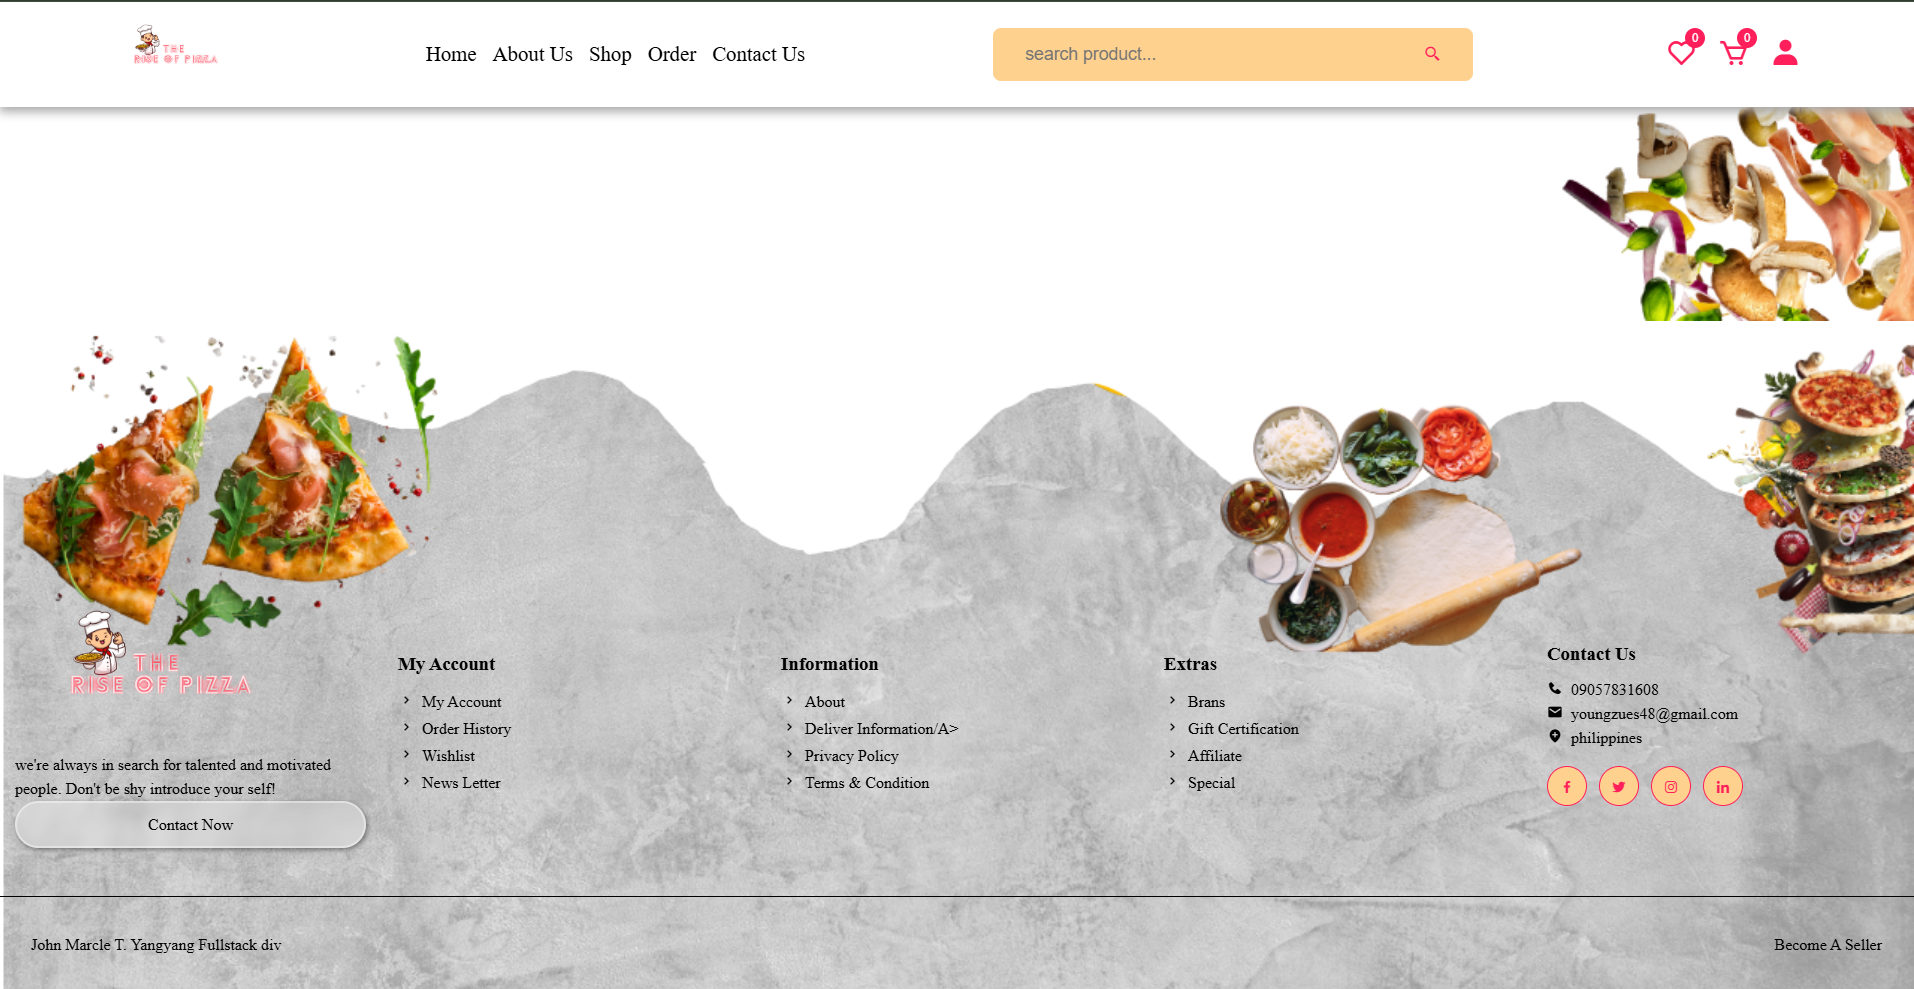 THE
RISE OF PIZZA
Home About Us Shop Order Contact Us
search product...
0 0
THE
RISE OF PIZZA
we're always in search for talented and motivated
people. Don't be shy introduce your self!
Contact Now
My Account
My Account
Order History
Wishlist
News Letter
Information
About
Deliver Information/A>
Privacy Policy
Terms & Condition
Extras
Brans
Gift Certification
Affiliate
Special
Contact Us
09057831608
youngzues48@gmail.com
philippines
John Marcle T. Yangyang Fullstack div
Become A Seller